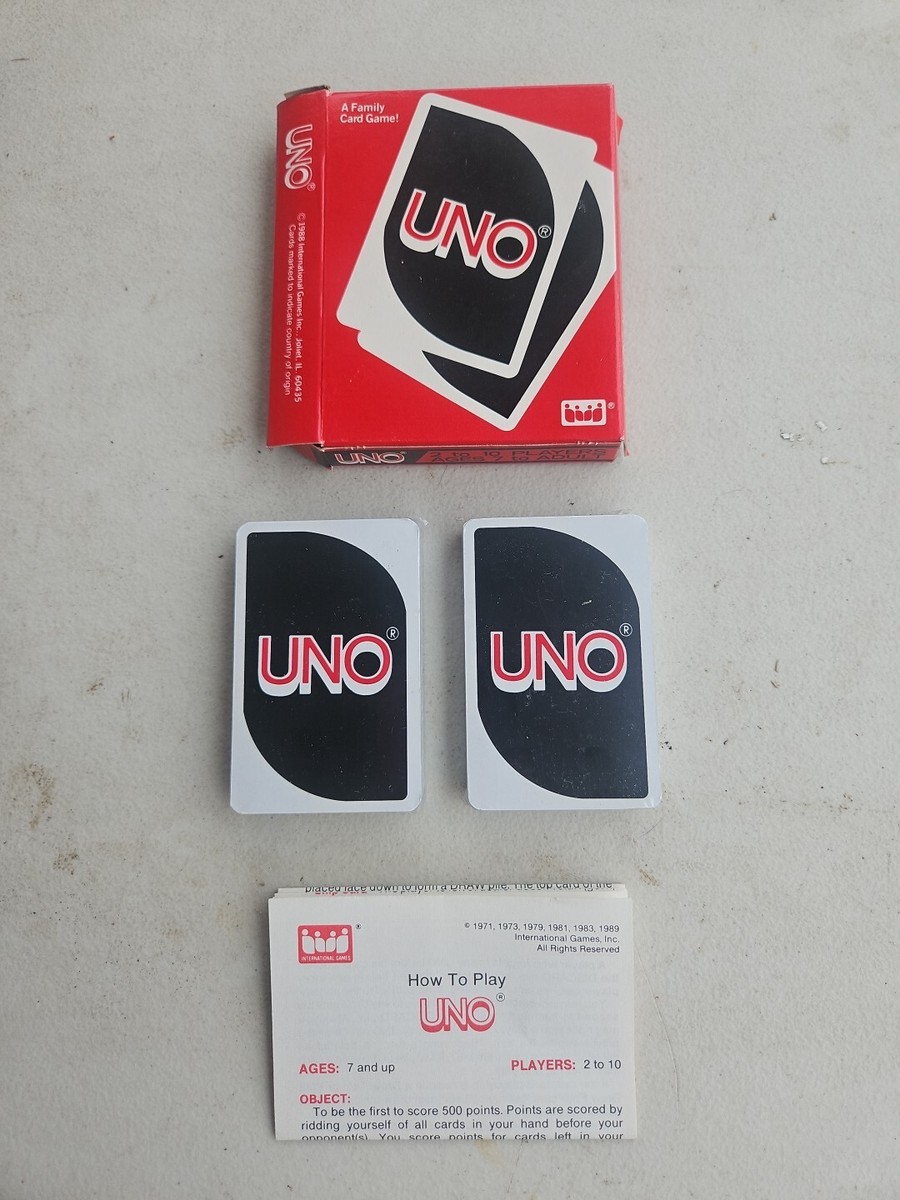 A Family
Card Game!
UNO®
UNO®
© 1988 International Games Inc., Joliet, IL. 60435
Cards marked to indicate country of origin
®
UNO®
2 to 10 PLAYERS
AGES 7 to ADULT
UNO®
UNO®
placed face down to form a DRAW pile. The top card of the
®
INTERNATIONAL GAMES
© 1971, 1973, 1979, 1981, 1983, 1989
International Games, Inc.
All Rights Reserved
How To Play
UNO®
AGES: 7 and up
PLAYERS: 2 to 10
OBJECT:
To be the first to score 500 points. Points are scored by
ridding yourself of all cards in your hand before your
opponent(s). You score points for cards left in your